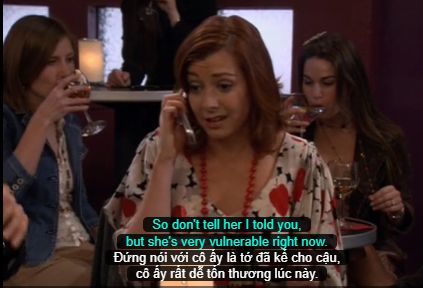 So don't tell her I told you,
but she's very vulnerable right now.
Đừng nói với cô ấy là tớ đã kể cho cậu,
cô ấy rất dễ tổn thương lúc này.